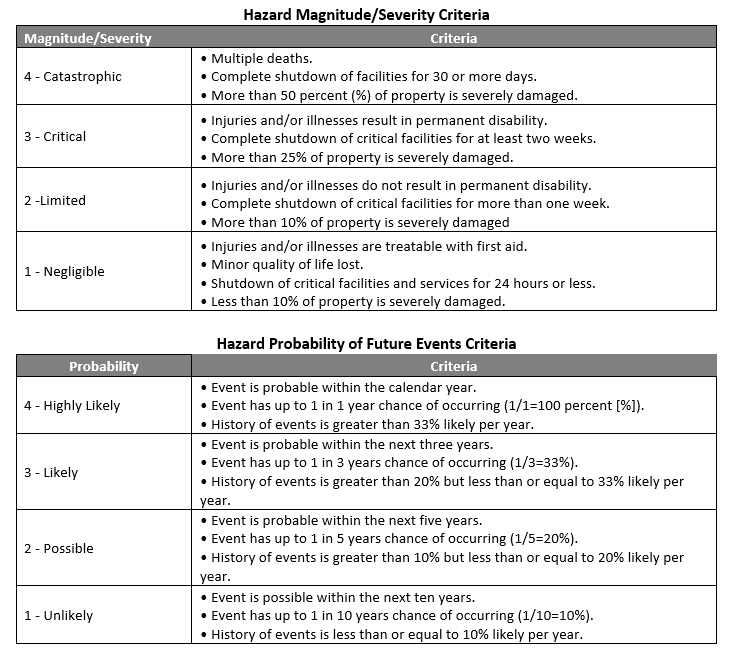 Hazard Magnitude/Severity Criteria
Magnitude/Severity Criteria
4 - Catastrophic
• Multiple deaths.
• Complete shutdown of facilities for 30 or more days.
• More than 50 percent (%) of property is severely damaged.
3 - Critical
• Injuries and/or illnesses result in permanent disability.
• Complete shutdown of critical facilities for at least two weeks.
• More than 25% of property is severely damaged.
2 -Limited
• Injuries and/or illnesses do not result in permanent disability.
• Complete shutdown of critical facilities for more than one week.
• More than 10% of property is severely damaged
1 - Negligible
• Injuries and/or illnesses are treatable with first aid.
• Minor quality of life lost.
• Shutdown of critical facilities and services for 24 hours or less.
• Less than 10% of property is severely damaged.
Hazard Probability of Future Events Criteria
Probability Criteria
4 - Highly Likely
• Event is probable within the calendar year.
• Event has up to 1 in 1 year chance of occurring (1/1=100 percent [%]).
• History of events is greater than 33% likely per year.
3 - Likely
• Event is probable within the next three years.
• Event has up to 1 in 3 years chance of occurring (1/3=33%).
• History of events is greater than 20% but less than or equal to 33% likely per
year.
2 - Possible
• Event is probable within the next five years.
• Event has up to 1 in 5 years chance of occurring (1/5=20%).
• History of events is greater than 10% but less than or equal to 20% likely per
year.
1 - Unlikely
• Event is possible within the next ten years.
• Event has up to 1 in 10 years chance of occurring (1/10=10%).
• History of events is less than or equal to 10% likely per year.